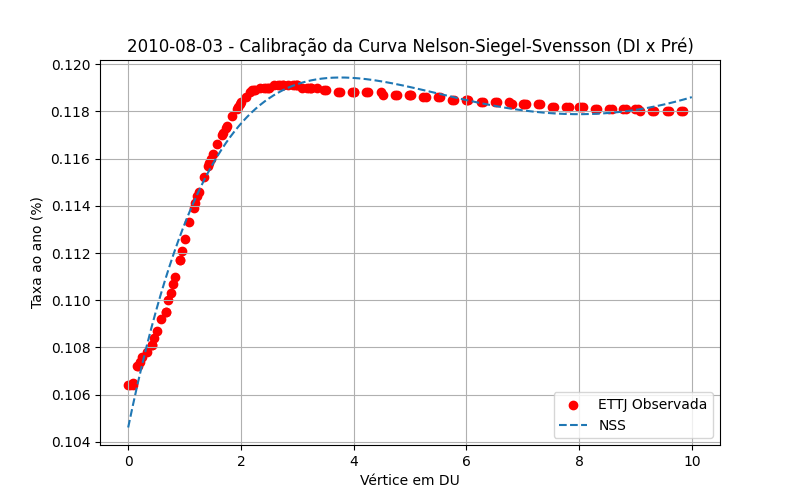 2010-08-03 - Calibração da Curva Nelson-Siegel-Svensson (DI x Pré)
Taxa ao ano (%)
0.120
0.118
0.116
0.114
0.112
0.110
0.108
0.106
0.104
ETTJ Observada
NSS
0 2 4 6 8 10
Vértice em DU